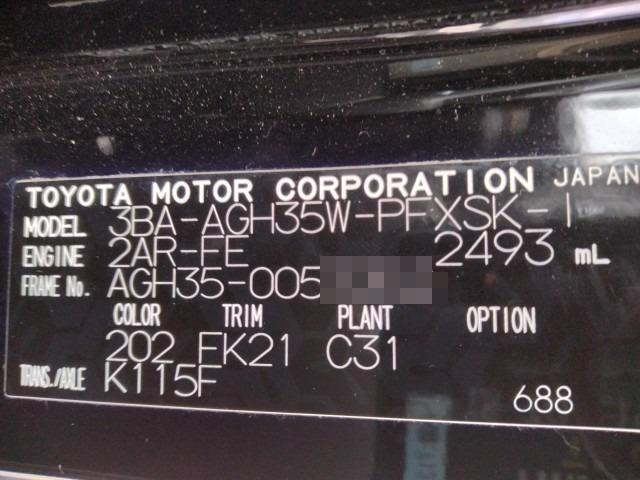 TOYOTA MOTOR CORPORATION JAPAN
MODEL 3BA-AGH35W-PFXSK-
ENGINE 2AR-FE 2493 mL
FRAME No. AGH35-005
COLOR TRIM PLANT OPTION
202 FK21 C31
TRANS./AXLE K115F
688